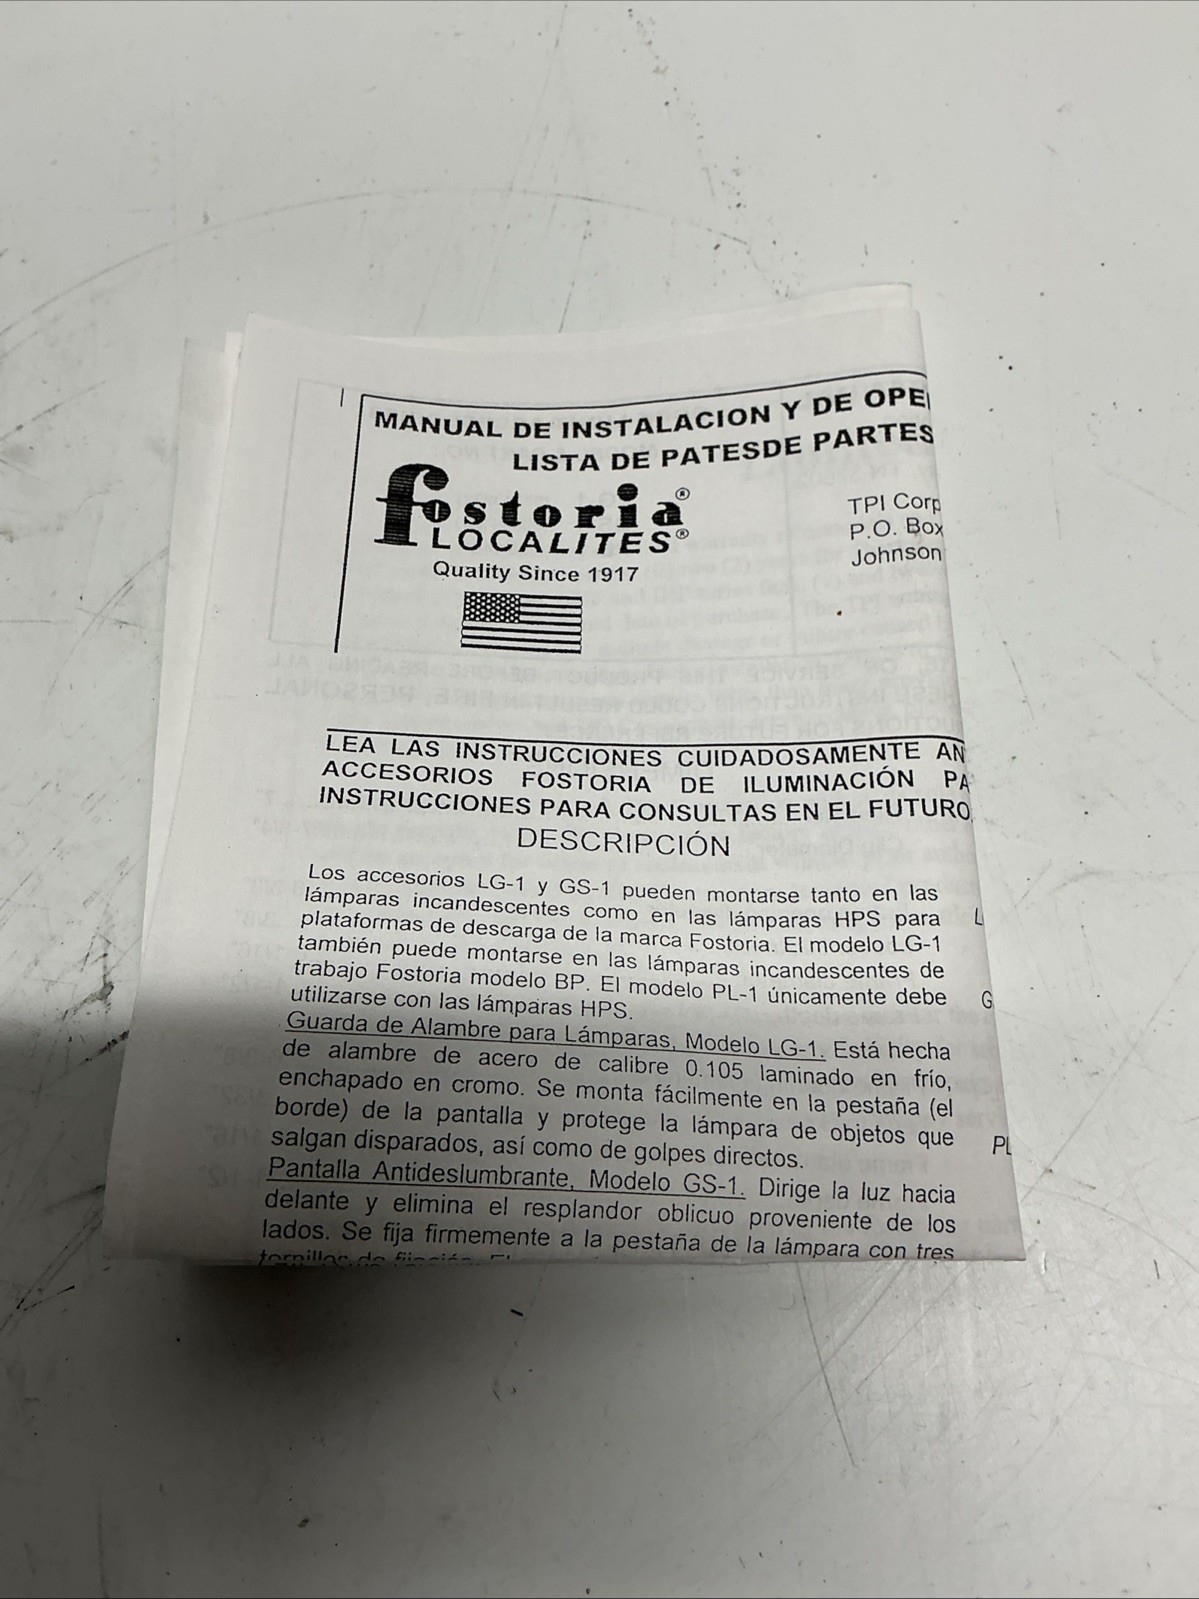 MANUAL DE INSTALACION Y DE OPE
LISTA DE PATESDE PARTES
fostoria®
LOCALITES®
Quality Since 1917
TPI Corp
P.O. Box
Johnson
LEA LAS INSTRUCCIONES CUIDADOSAMENTE AN
ACCESORIOS FOSTORIA DE ILUMINACIÓN PA
INSTRUCCIONES PARA CONSULTAS EN EL FUTURO
DESCRIPCIÓN
Los accesorios LG-1 y GS-1 pueden montarse tanto en las
lámparas incandescentes como en las lámparas HPS para
plataformas de descarga de la marca Fostoria. El modelo LG-1
también puede montarse en las lámparas incandescentes de
trabajo Fostoria modelo BP. El modelo PL-1 únicamente debe
utilizarse con las lámparas HPS.
Guarda de Alambre para Lámparas, Modelo LG-1. Está hecha
de alambre de acero de calibre 0.105 laminado en frío,
enchapado en cromo. Se monta fácilmente en la pestaña (el
borde) de la pantalla y protege la lámpara de objetos que
salgan disparados, así como de golpes directos.
Pantalla Antideslumbrante, Modelo GS-1. Dirige la luz hacia
delante y elimina el resplandor oblicuo proveniente de los
lados. Se fija firmemente a la pestaña de la lámpara con tres
tornillos de fijación. El
L
G
PL